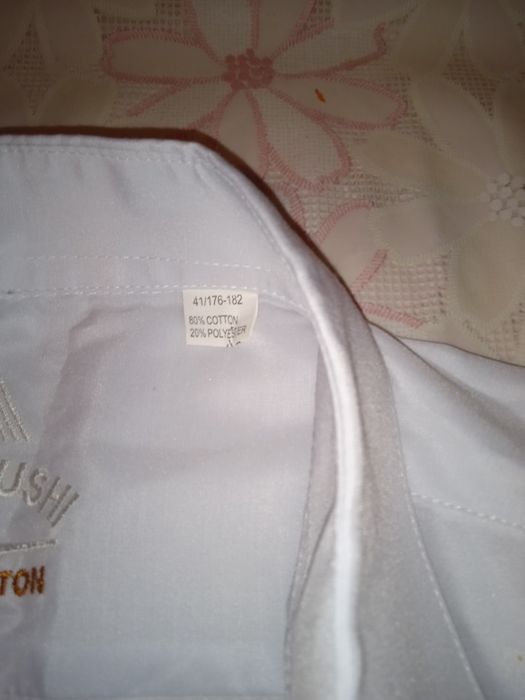 41/176-182
80% COTTON
20% POLYESTER
USHI
TON